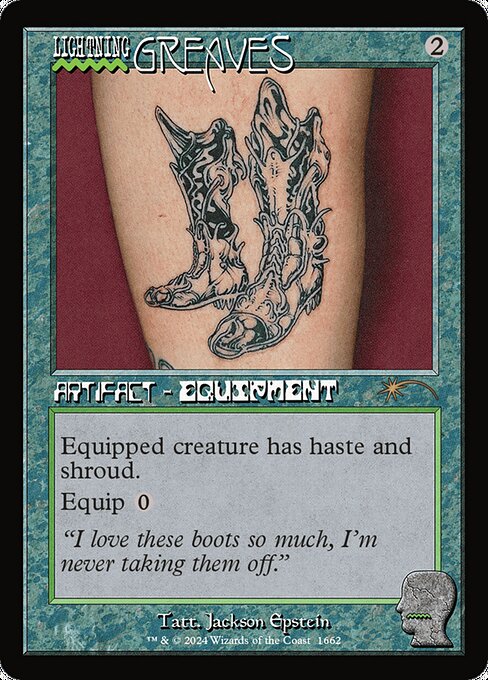 LIGHTNING GREAVES 2
ARTIFACT - EQUIPMENT
Equipped creature has haste and
shroud.
Equip 0
“I love these boots so much, I’m
never taking them off.”
Tatt. Jackson Epstein
™ & © 2024 Wizards of the Coast 1662